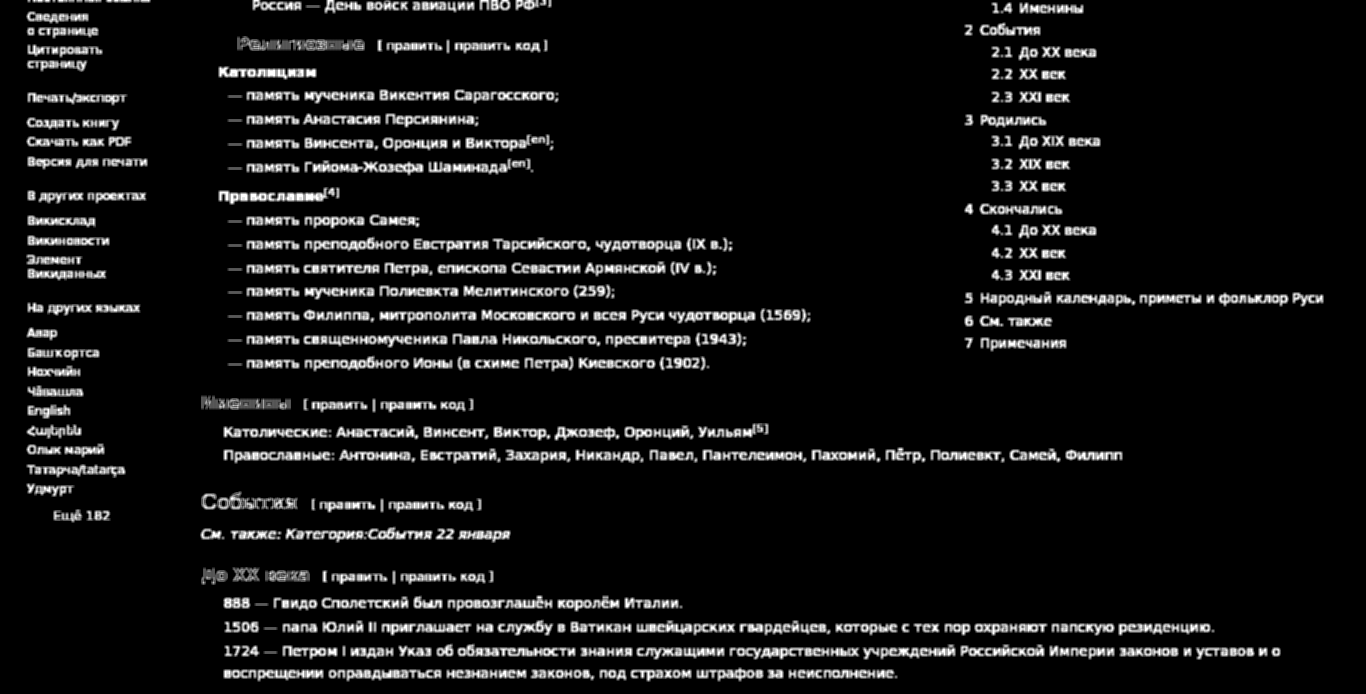 Сведения
о странице
Цитировать
страницу
Печать/экспорт
Создать книгу
Скачать как PDF
Версия для печати
В других проектах
Викисклад
Викиновости
Элемент
Викиданных
На других языках
Авар
Башҡортса
Нохчийн
Чӑвашла
English
Հայերեն
Олык марий
Татарча/tatarça
Удмурт
Ещё 182
Россия — День войск авиации ПВО РФ[3]
Религиозные [ править | править код ]
Католицизм
— память мученика Викентия Сарагосского;
— память Анастасия Персиянина;
— память Винсента, Оронция и Виктора[en];
— память Гийома-Жозефа Шаминада[en].
Православие[4]
— память пророка Самея;
— память преподобного Евстратия Тарсийского, чудотворца (IX в.);
— память святителя Петра, епископа Севастии Армянской (IV в.);
— память мученика Полиевкта Мелитинского (259);
— память Филиппа, митрополита Московского и всея Руси чудотворца (1569);
— память священномученика Павла Никольского, пресвитера (1943);
— память преподобного Ионы (в схиме Петра) Киевского (1902).
Именины [ править | править код ]
Католические: Анастасий, Винсент, Виктор, Джозеф, Оронций, Уильям[5]
Православные: Антонина, Евстратий, Захария, Никандр, Павел, Пантелеимон, Пахомий, Пётр, Полиевкт, Самей, Филипп
События [ править | править код ]
См. также: Категория:События 22 января
До XX века [ править | править код ]
888 — Гвидо Сполетский был провозглашён королём Италии.
1506 — папа Юлий II приглашает на службу в Ватикан швейцарских гвардейцев, которые с тех пор охраняют папскую резиденцию.
1724 — Петром I издан Указ об обязательности знания служащими государственных учреждений Российской Империи законов и уставов и о
воспрещении оправдываться незнанием законов, под страхом штрафов за неисполнение.
1.4 Именины
2 События
2.1 До XX века
2.2 XX век
2.3 XXI век
3 Родились
3.1 До XIX века
3.2 XIX век
3.3 XX век
4 Скончались
4.1 До XX века
4.2 XX век
4.3 XXI век
5 Народный календарь, приметы и фольклор Руси
6 См. также
7 Примечания